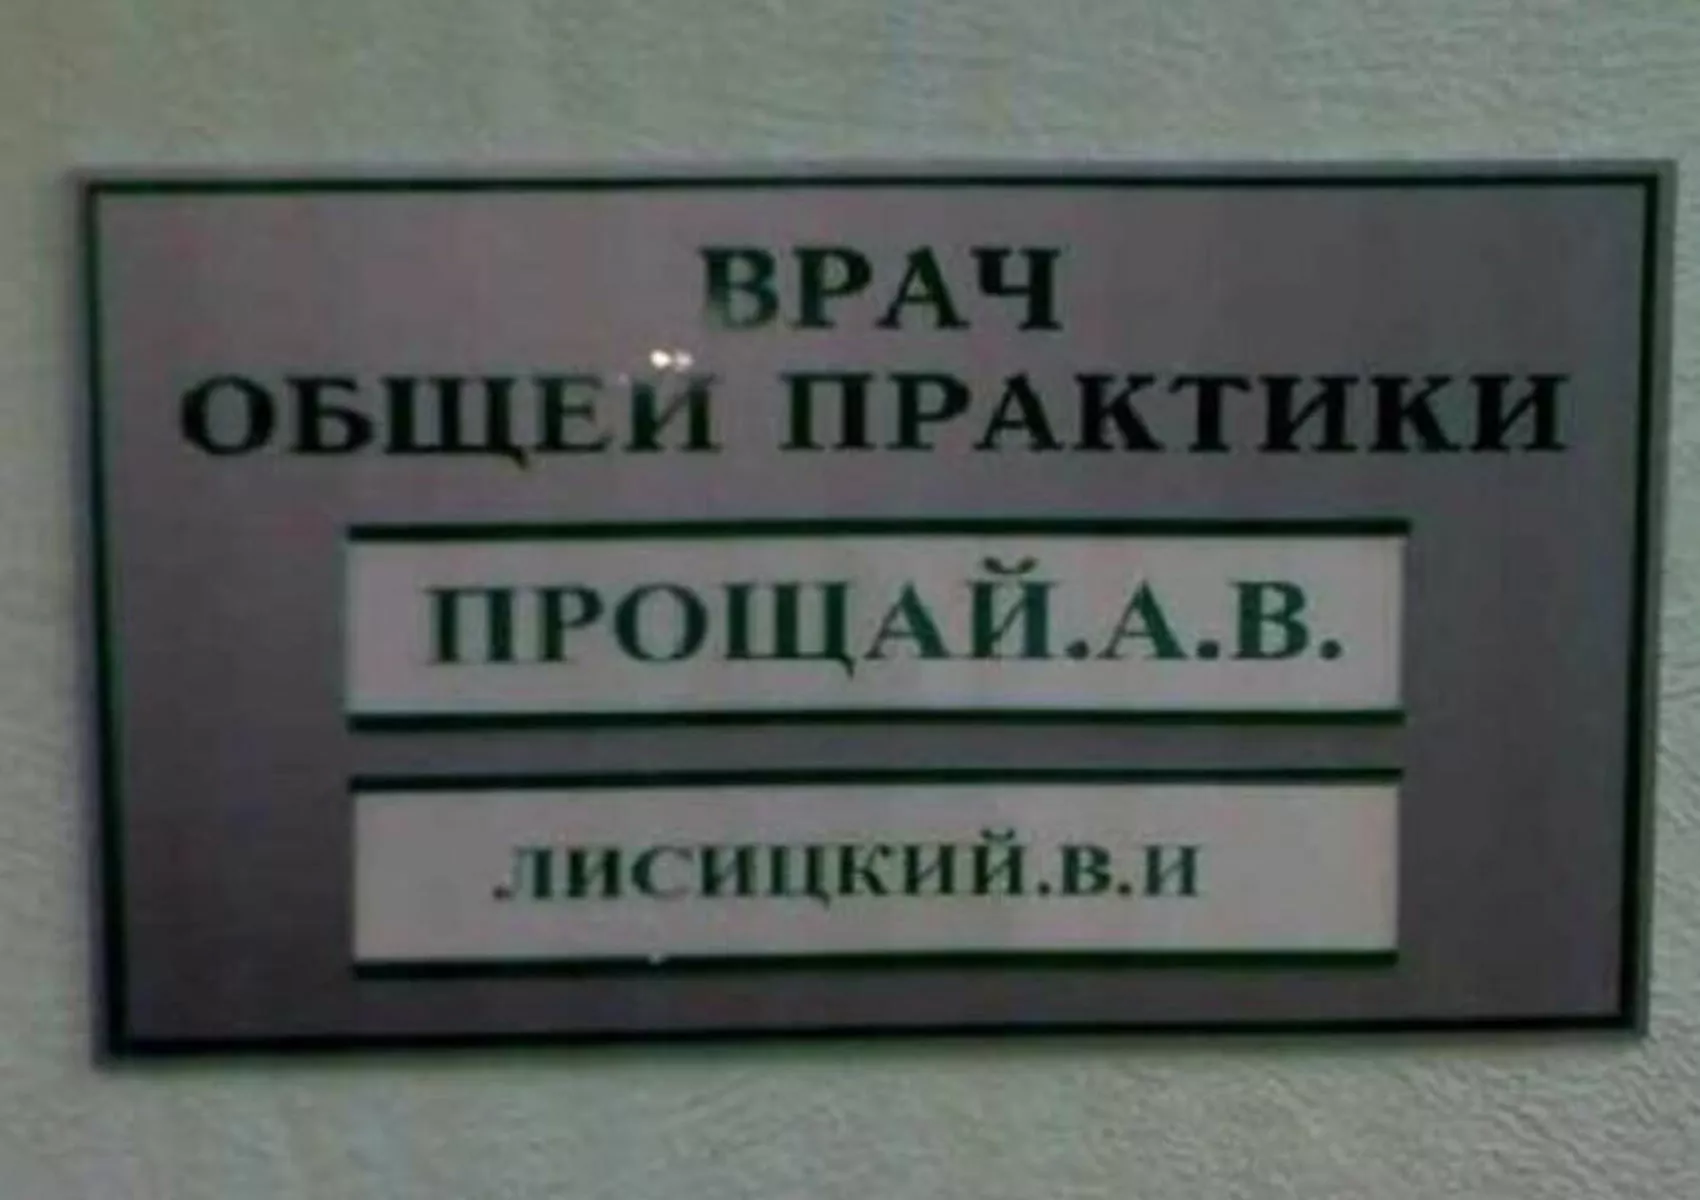 ВРАЧ
ОБЩЕЙ ПРАКТИКИ
ПРОЩАЙ.А.В.
ЛИСИЦКИЙ.В.И